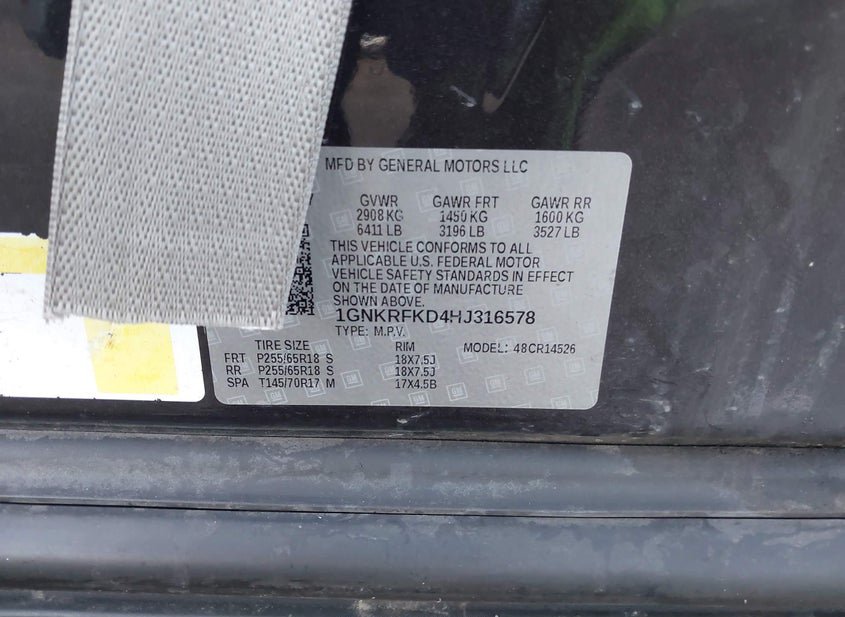 MFD BY GENERAL MOTORS LLC
GVWR GAWR FRT GAWR RR
2908 KG 1450 KG 1600 KG
6411 LB 3196 LB 3527 LB
THIS VEHICLE CONFORMS TO ALL
APPLICABLE U.S. FEDERAL MOTOR
VEHICLE SAFETY STANDARDS IN EFFECT
ON THE DATE OF MANUFACTURE
SHOWN ABOVE.
1GNKRFKD4HJ316578
TYPE: M.P.V.
TIRE SIZE RIM MODEL: 48CR14526
FRT P255/65R18 S 18X7.5J
RR P255/65R18 S 18X7.5J
SPA T145/70R17 M 17X4.5B